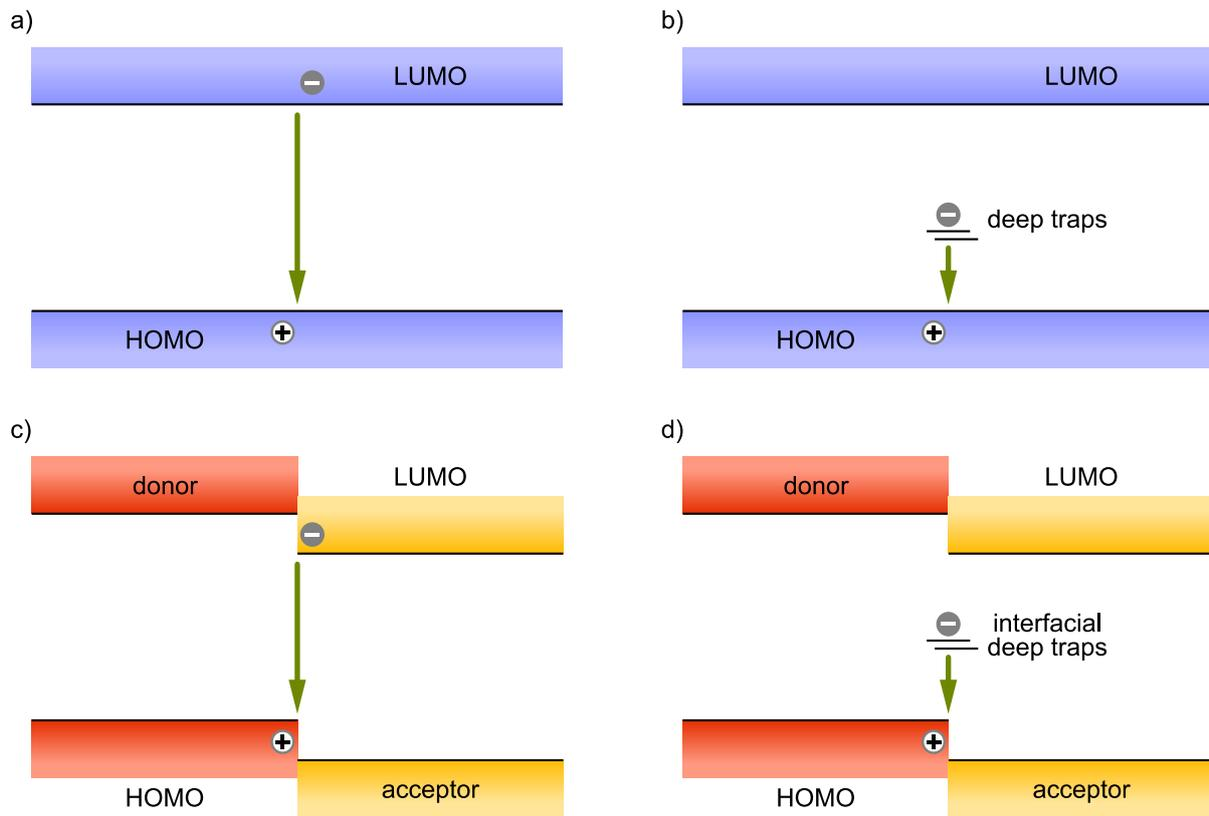 a)
LUMO
HOMO
b)
LUMO
deep traps
HOMO
c)
donor
LUMO
HOMO
acceptor
d)
donor
LUMO
interfacial
deep traps
HOMO
acceptor